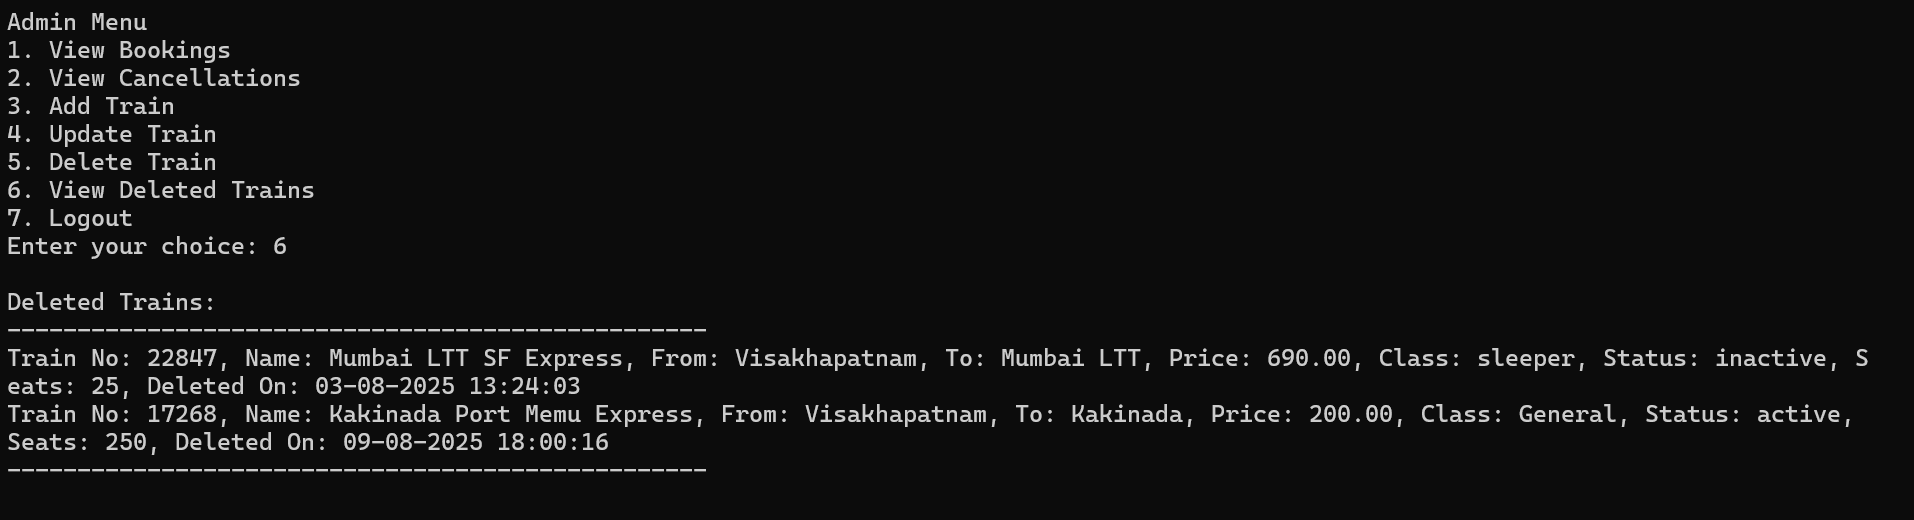 Admin Menu
1. View Bookings
2. View Cancellations
3. Add Train
4. Update Train
5. Delete Train
6. View Deleted Trains
7. Logout
Enter your choice: 6
Deleted Trains:
--------------------------------------------------
Train No: 22847, Name: Mumbai LTT SF Express, From: Visakhapatnam, To: Mumbai LTT, Price: 690.00, Class: sleeper, Status: inactive, S
eats: 25, Deleted On: 03-08-2025 13:24:03
Train No: 17268, Name: Kakinada Port Memu Express, From: Visakhapatnam, To: Kakinada, Price: 200.00, Class: General, Status: active,
Seats: 250, Deleted On: 09-08-2025 18:00:16
--------------------------------------------------